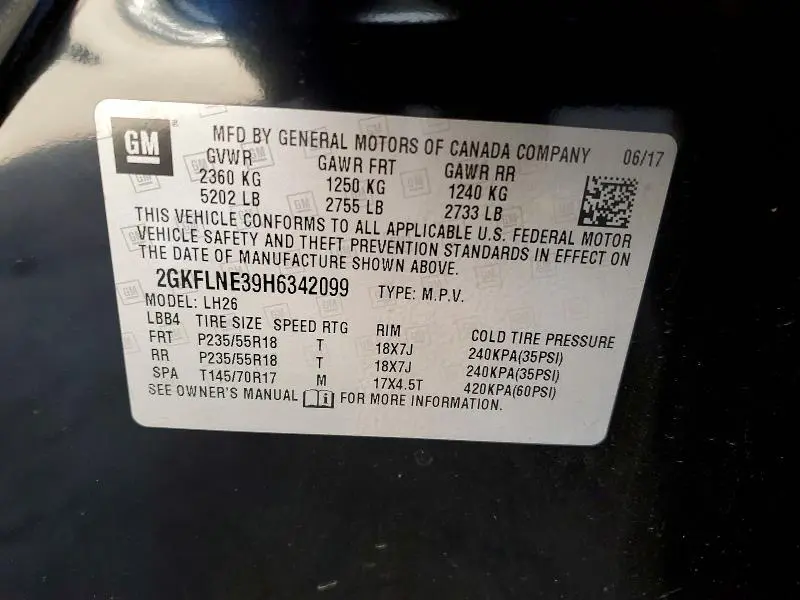 GM MFD BY GENERAL MOTORS OF CANADA COMPANY 06/17
GVWR GAWR FRT GAWR RR
2360 KG 1250 KG 1240 KG
5202 LB 2755 LB 2733 LB
THIS VEHICLE CONFORMS TO ALL APPLICABLE U.S. FEDERAL MOTOR
VEHICLE SAFETY AND THEFT PREVENTION STANDARDS IN EFFECT ON
THE DATE OF MANUFACTURE SHOWN ABOVE.
2GKFLNE39H6342099 TYPE: M.P.V.
MODEL: LH26
LBB4 TIRE SIZE SPEED RTG RIM COLD TIRE PRESSURE
FRT P235/55R18 T 18X7J 240KPA(35PSI)
RR P235/55R18 T 18X7J 240KPA(35PSI)
SPA T145/70R17 M 17X4.5T 420KPA(60PSI)
SEE OWNER'S MANUAL i FOR MORE INFORMATION.